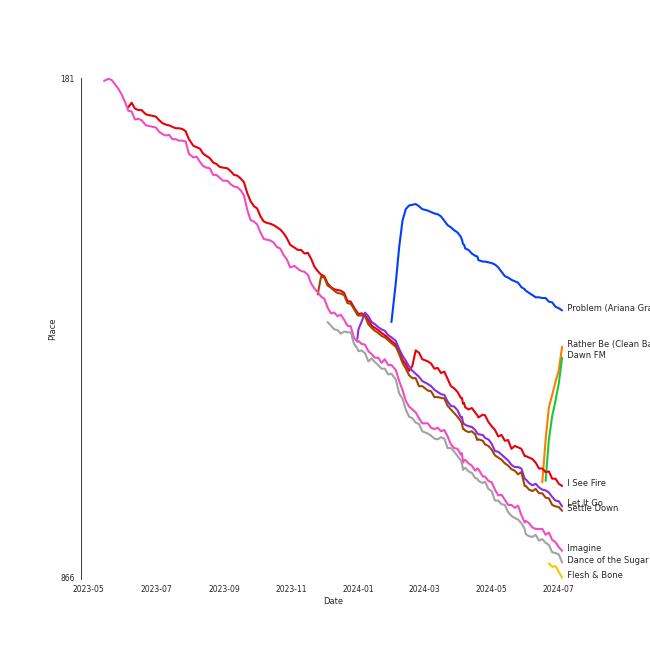 181
Place
866
2023-05 2023-07 2023-09 2023-11 2024-01 2024-03 2024-05 2024-07
Date
Problem (Ariana Gra
Rather Be (Clean Ba
Dawn FM
I See Fire
Let It Go
Settle Down
Imagine
Dance of the Sugar
Flesh & Bone